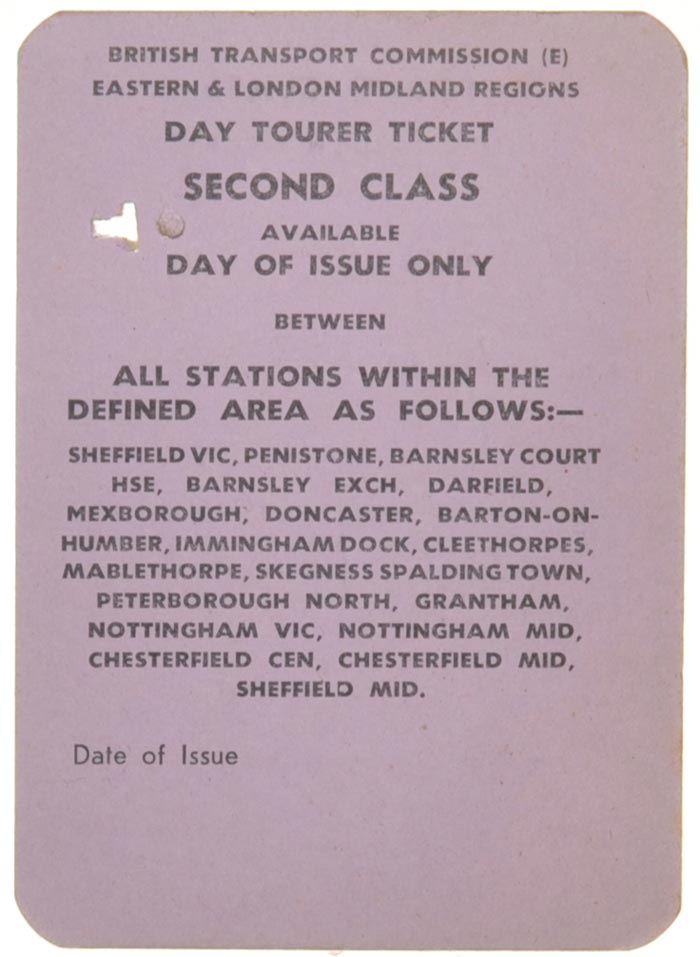 BRITISH TRANSPORT COMMISSION (E)
EASTERN & LONDON MIDLAND REGIONS
DAY TOURER TICKET
SECOND CLASS
AVAILABLE
DAY OF ISSUE ONLY
BETWEEN
ALL STATIONS WITHIN THE
DEFINED AREA AS FOLLOWS:—
SHEFFIELD VIC, PENISTONE, BARNSLEY COURT
HSE, BARNSLEY EXCH, DARFIELD,
MEXBOROUGH, DONCASTER, BARTON-ON-
HUMBER, IMMINGHAM DOCK, CLEETHORPES,
MABLETHORPE, SKEGNESS SPALDING TOWN,
PETERBOROUGH NORTH, GRANTHAM,
NOTTINGHAM VIC, NOTTINGHAM MID,
CHESTERFIELD CEN, CHESTERFIELD MID,
SHEFFIELD MID.
Date of Issue